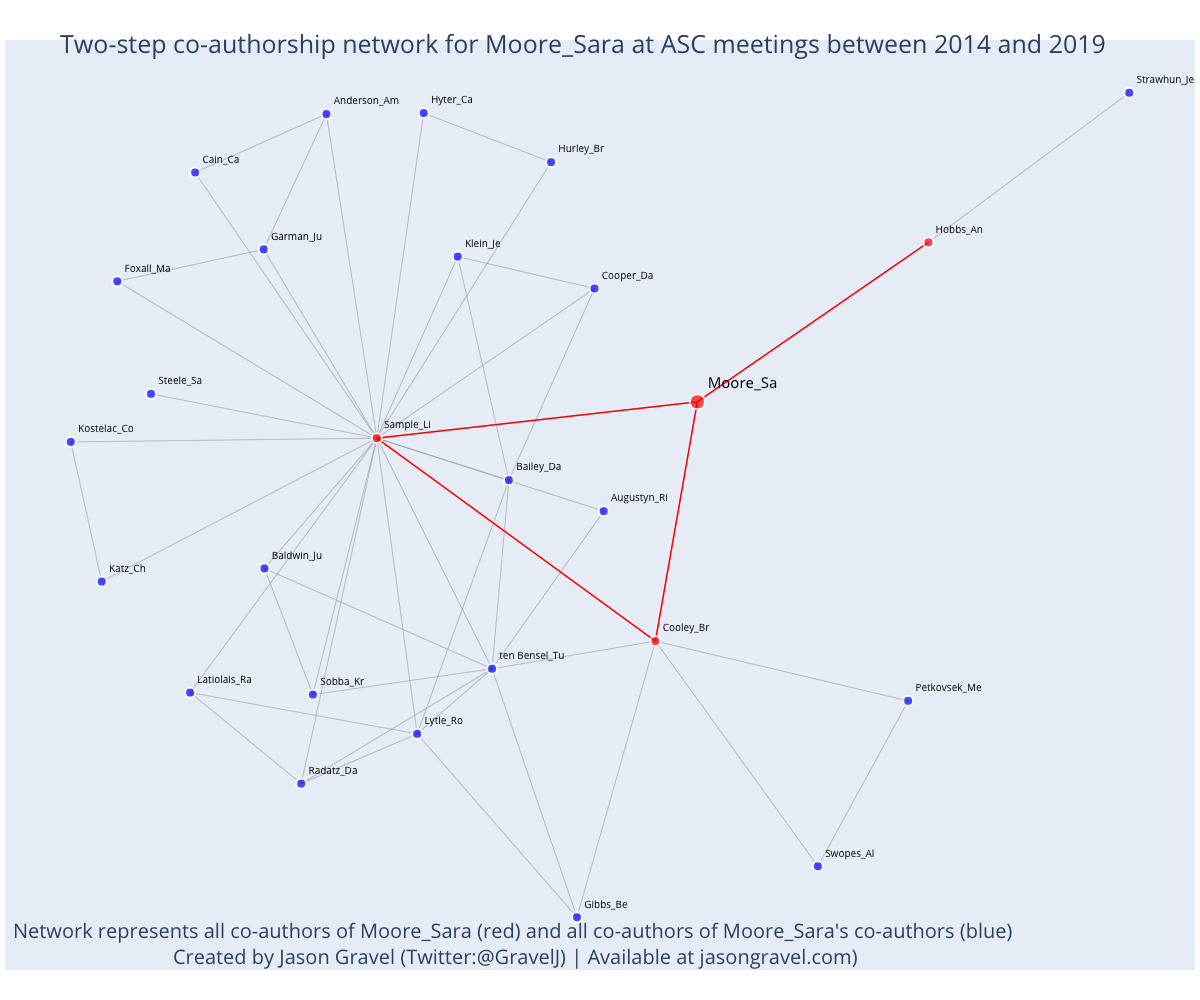 Two-step co-authorship network for Moore_Sara at ASC meetings between 2014 and 2019
Strawhun_Je
Anderson_Am
Hyter_Ca
Hurley_Br
Cain_Ca
Hobbs_An
Garman_Ju
Klein_Je
Foxall_Ma
Cooper_Da
Steele_Sa
Moore_Sa
Kostelac_Co
Sample_Li
Bailey_Da
Augustyn_Ri
Baldwin_Ju
Katz_Ch
Cooley_Br
ten Bensel_Tu
Latiolais_Ra
Sobba_Kr
Petkovsek_Me
Lytle_Ro
Radatz_Da
Swopes_Al
Gibbs_Be
Network represents all co-authors of Moore_Sara (red) and all co-authors of Moore_Sara's co-authors (blue)
Created by Jason Gravel (Twitter:@GravelJ) | Available at jasongravel.com)